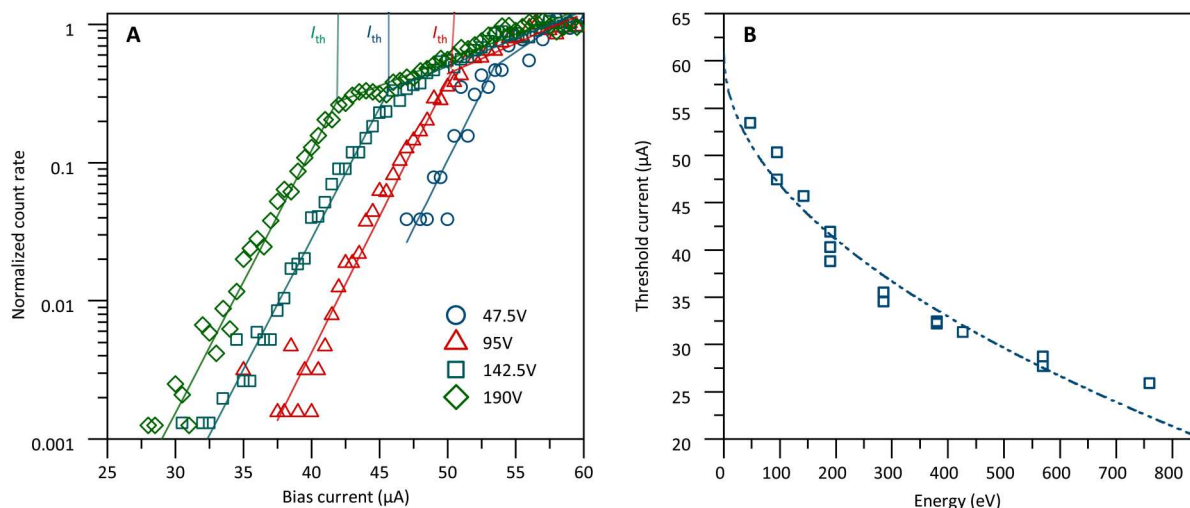 A
I_th I_th I_th
1
0.1
0.01
0.001
Normalized count rate
47.5V
95V
142.5V
190V
25 30 35 40 45 50 55 60
Bias current (μA)
B
65
60
55
50
45
40
35
30
25
20
Threshold current (μA)
0 100 200 300 400 500 600 700 800
Energy (eV)